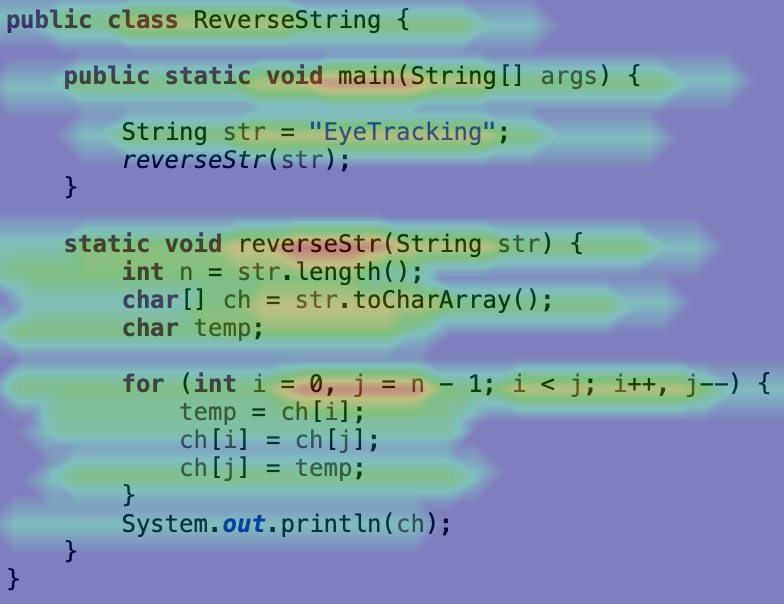 public class ReverseString {
public static void main(String[] args) {
String str = "EyeTracking";
reverseStr(str);
}
static void reverseStr(String str) {
int n = str.length();
char[] ch = str.toCharArray();
char temp;
for (int i = 0, j = n - 1; i < j; i++, j--) {
temp = ch[i];
ch[i] = ch[j];
ch[j] = temp;
}
System.out.println(ch);
}
}